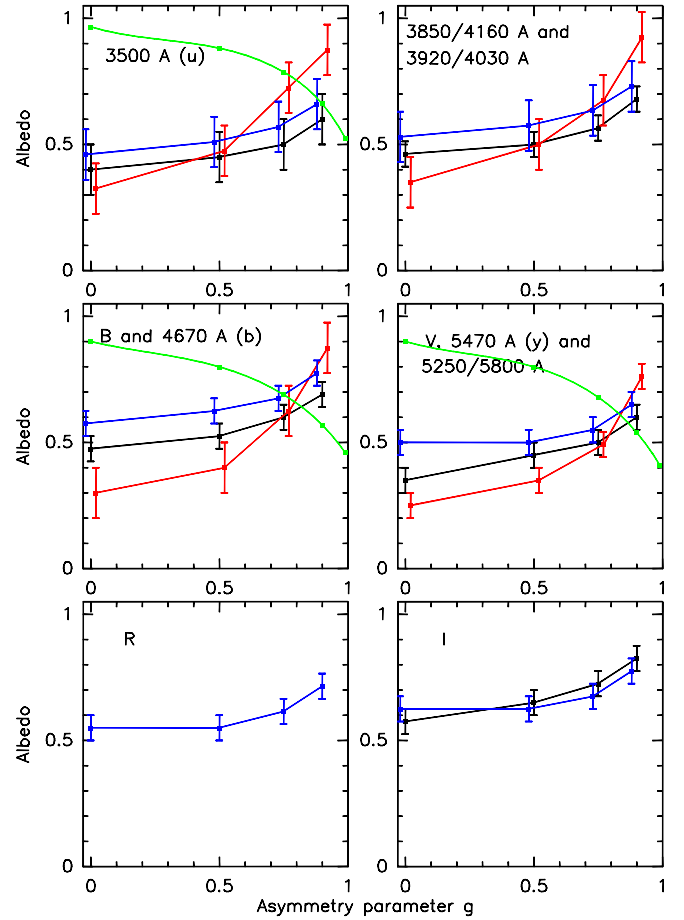 3500 A (u)
3850/4160 A and
3920/4030 A
Albedo
1
0.5
0
0 0.5 1
0 0.5 1
B and 4670 A (b)
V, 5470 A (y) and
5250/5800 A
Albedo
1
0.5
0
0 0.5 1
0 0.5 1
R
I
Albedo
1
0.5
0
0 0.5 1
0 0.5 1
Asymmetry parameter g